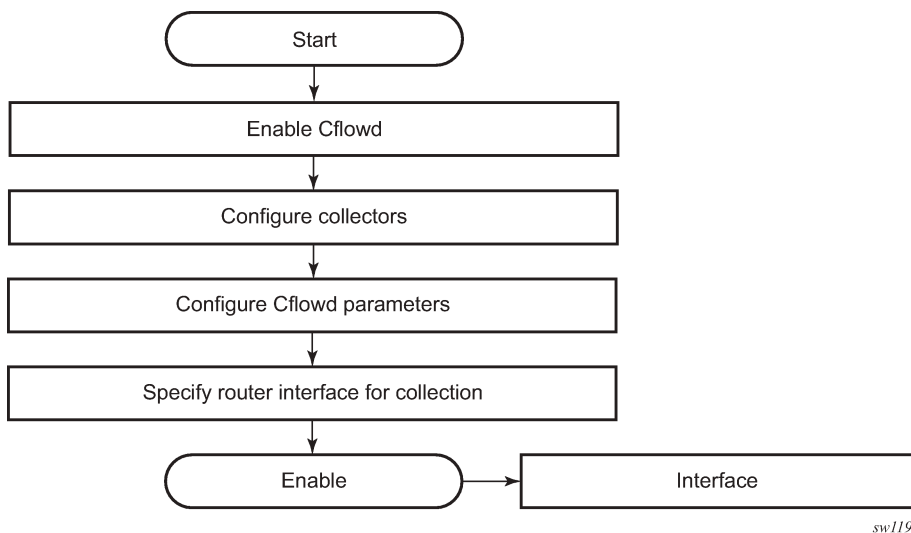 Start
Enable Cflowd
Configure collectors
Configure Cflowd parameters
Specify router interface for collection
Enable
Interface
sw119